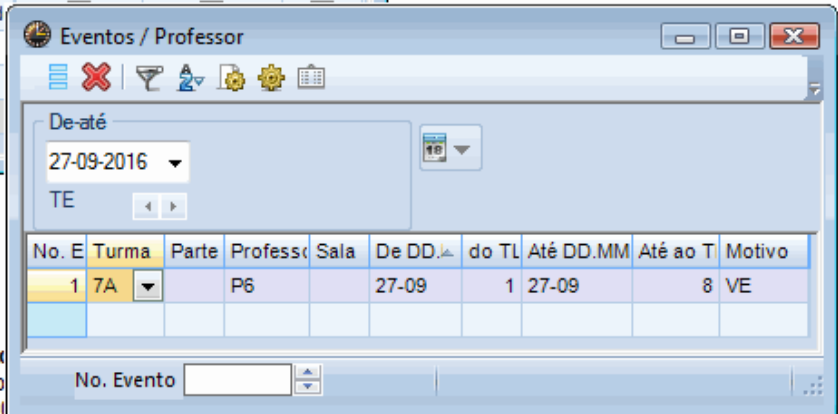 Eventos / Professor
De-até
27-09-2016
18
TE
No. E Turma Parte Professo Sala De DD. do TL Até DD.MM Até ao T Motivo
1 7A P6 27-09 1 27-09 8 VE
No. Evento